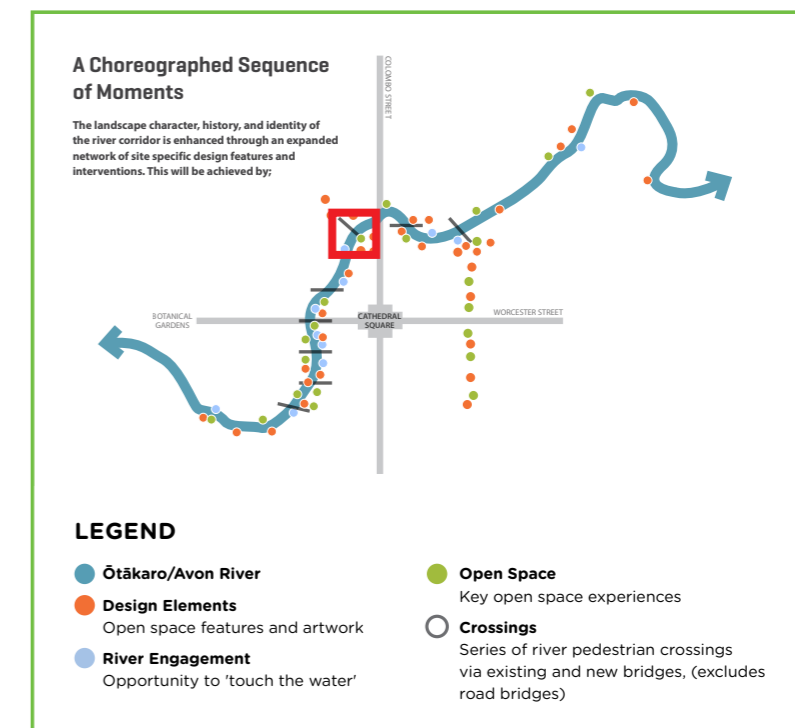 A Choreographed Sequence
of Moments
The landscape character, history, and identity of
the river corridor is enhanced through an expanded
network of site specific design features and
interventions. This will be achieved by;
COLOMBO STREET
BOTANICAL
GARDENS
CATHEDRAL
SQUARE
WORCESTER STREET
LEGEND
Ōtākaro/Avon River
Design Elements
Open space features and artwork
River Engagement
Opportunity to 'touch the water'
Open Space
Key open space experiences
Crossings
Series of river pedestrian crossings
via existing and new bridges, (excludes
road bridges)